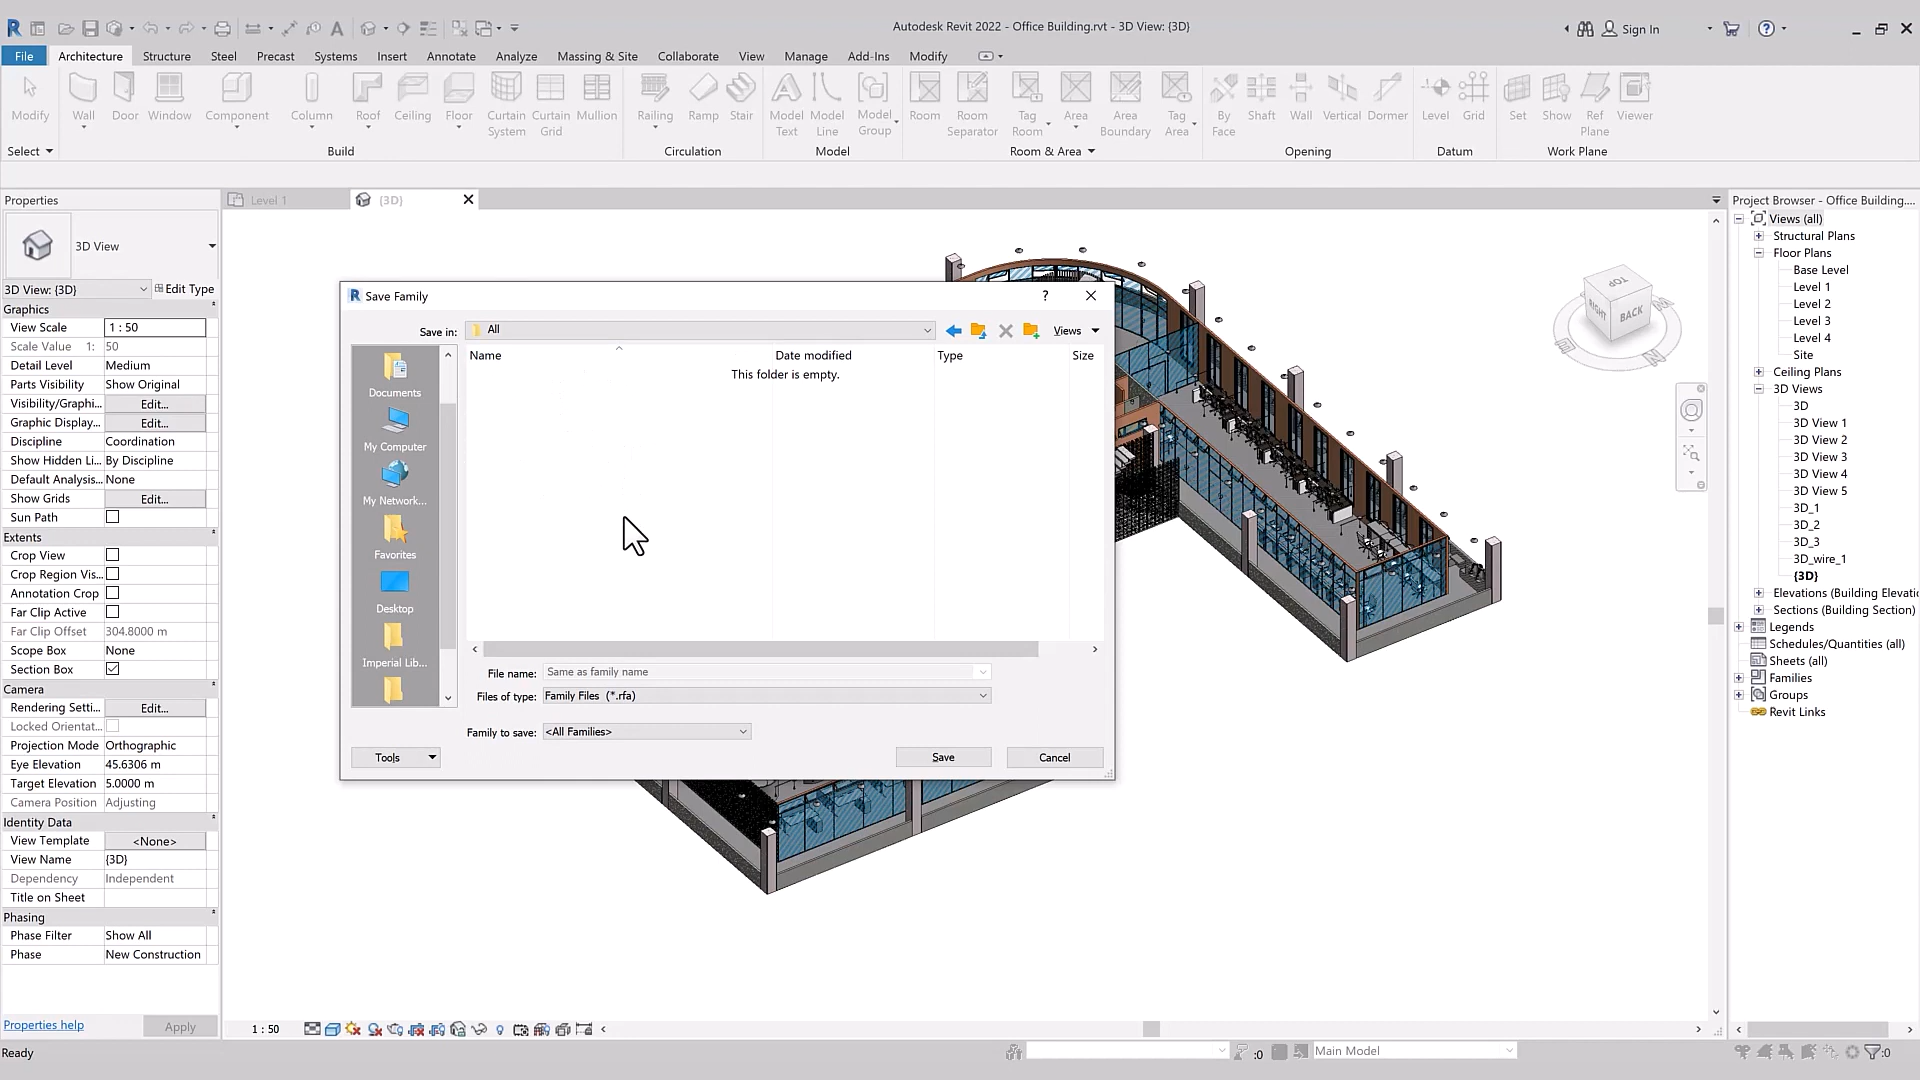 Autodesk Revit 2022 - Office Building.rvt - 3D View: {3D}
Sign In
File
Architecture
Structure
Steel
Precast
Systems
Insert
Annotate
Analyze
Massing & Site
Collaborate
View
Manage
Add-Ins
Modify
Modify
Wall
Door
Window
Component
Column
Roof
Ceiling
Floor
Curtain
System
Curtain
Grid
Mullion
Railing
Ramp
Stair
Model
Text
Model
Line
Model
Group
Room
Room
Separator
Tag
Room
Area
Area
Boundary
Tag
Area
By
Face
Shaft
Wall
Vertical
Dormer
Level
Grid
Set
Show
Ref
Plane
Viewer
Select
Build
Circulation
Model
Room & Area
Opening
Datum
Work Plane
Properties
3D View
3D View: {3D}
Edit Type
Graphics
View Scale 1 : 50
Scale Value 1: 50
Detail Level Medium
Parts Visibility Show Original
Visibility/Graphi... Edit...
Graphic Display... Edit...
Discipline Coordination
Show Hidden Li... By Discipline
Default Analysis... None
Show Grids Edit...
Sun Path
Extents
Crop View
Crop Region Vis...
Annotation Crop
Far Clip Active
Far Clip Offset 304.8000 m
Scope Box None
Section Box
Camera
Rendering Setti... Edit...
Locked Orientat...
Projection Mode Orthographic
Eye Elevation 45.6306 m
Target Elevation 5.0000 m
Camera Position Adjusting
Identity Data
View Template <None>
View Name {3D}
Dependency Independent
Title on Sheet
Phasing
Phase Filter Show All
Phase New Construction
Properties help
Apply
Ready
Level 1
{3D}
Save Family
?
Save in: All
Views
Documents
My Computer
My Network...
Favorites
Desktop
Imperial Lib...
Name
Date modified
Type
Size
This folder is empty.
File name: Same as family name
Files of type: Family Files (*.rfa)
Family to save: <All Families>
Tools
Save
Cancel
TOP
RIGHT
BACK
1 : 50
:0
Main Model
:0
Project Browser - Office Building....
Views (all)
Structural Plans
Floor Plans
Base Level
Level 1
Level 2
Level 3
Level 4
Site
Ceiling Plans
3D Views
3D
3D View 1
3D View 2
3D View 3
3D View 4
3D View 5
3D_1
3D_2
3D_3
3D_wire_1
{3D}
Elevations (Building Elevati
Sections (Building Section)
Legends
Schedules/Quantities (all)
Sheets (all)
Families
Groups
Revit Links